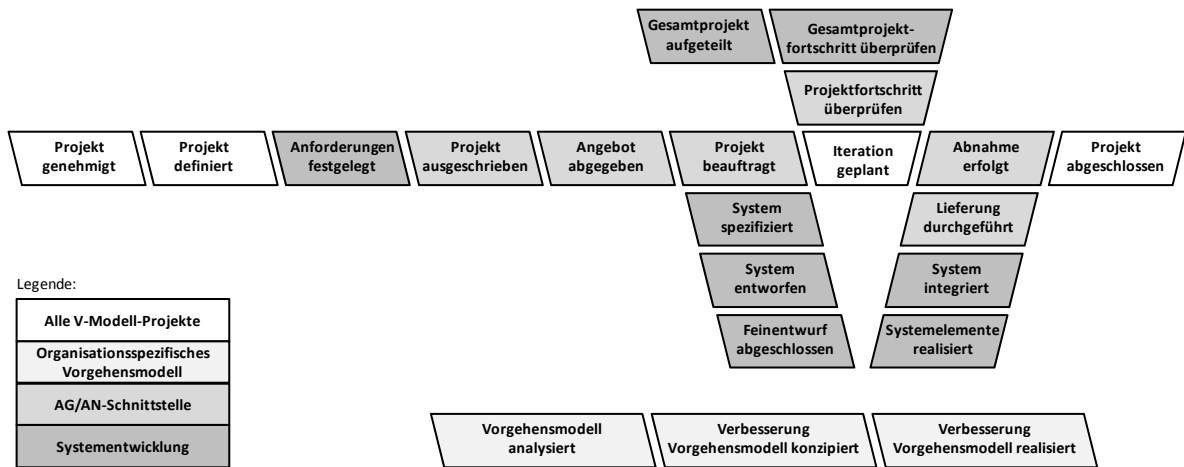 Gesamtprojekt
aufgeteilt
Gesamtprojekt-
fortschritt überprüfen
Projektfortschritt
überprüfen
Projekt
genehmigt
Projekt
definiert
Anforderungen
festgelegt
Projekt
ausgeschrieben
Angebot
abgegeben
Projekt
beauftragt
Iteration
geplant
Abnahme
erfolgt
Projekt
abgeschlossen
System
spezifiziert
Lieferung
durchgeführt
System
entworfen
System
integriert
Feinentwurf
abgeschlossen
Systemelemente
realisiert
Legende:
Alle V-Modell-Projekte
Organisationsspezifisches
Vorgehensmodell
AG/AN-Schnittstelle
Systementwicklung
Vorgehensmodell
analysiert
Verbesserung
Vorgehensmodell konzipiert
Verbesserung
Vorgehensmodell realisiert